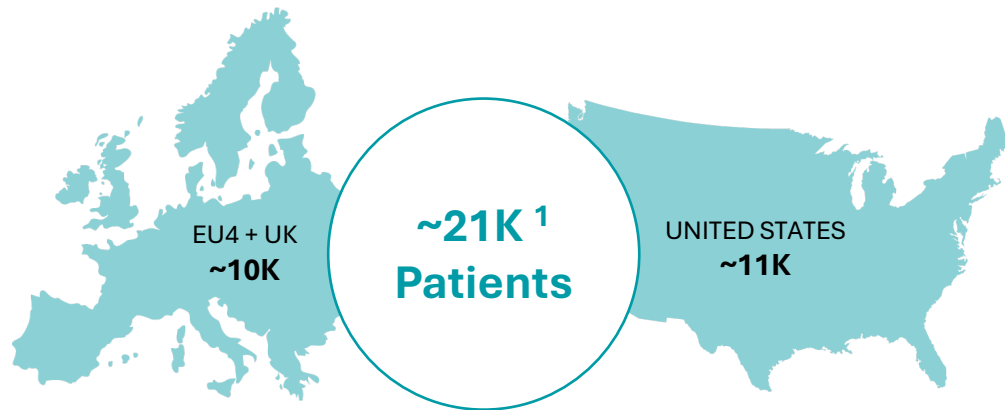 EU4 + UK
~10K
~21K ¹
Patients
UNITED STATES
~11K